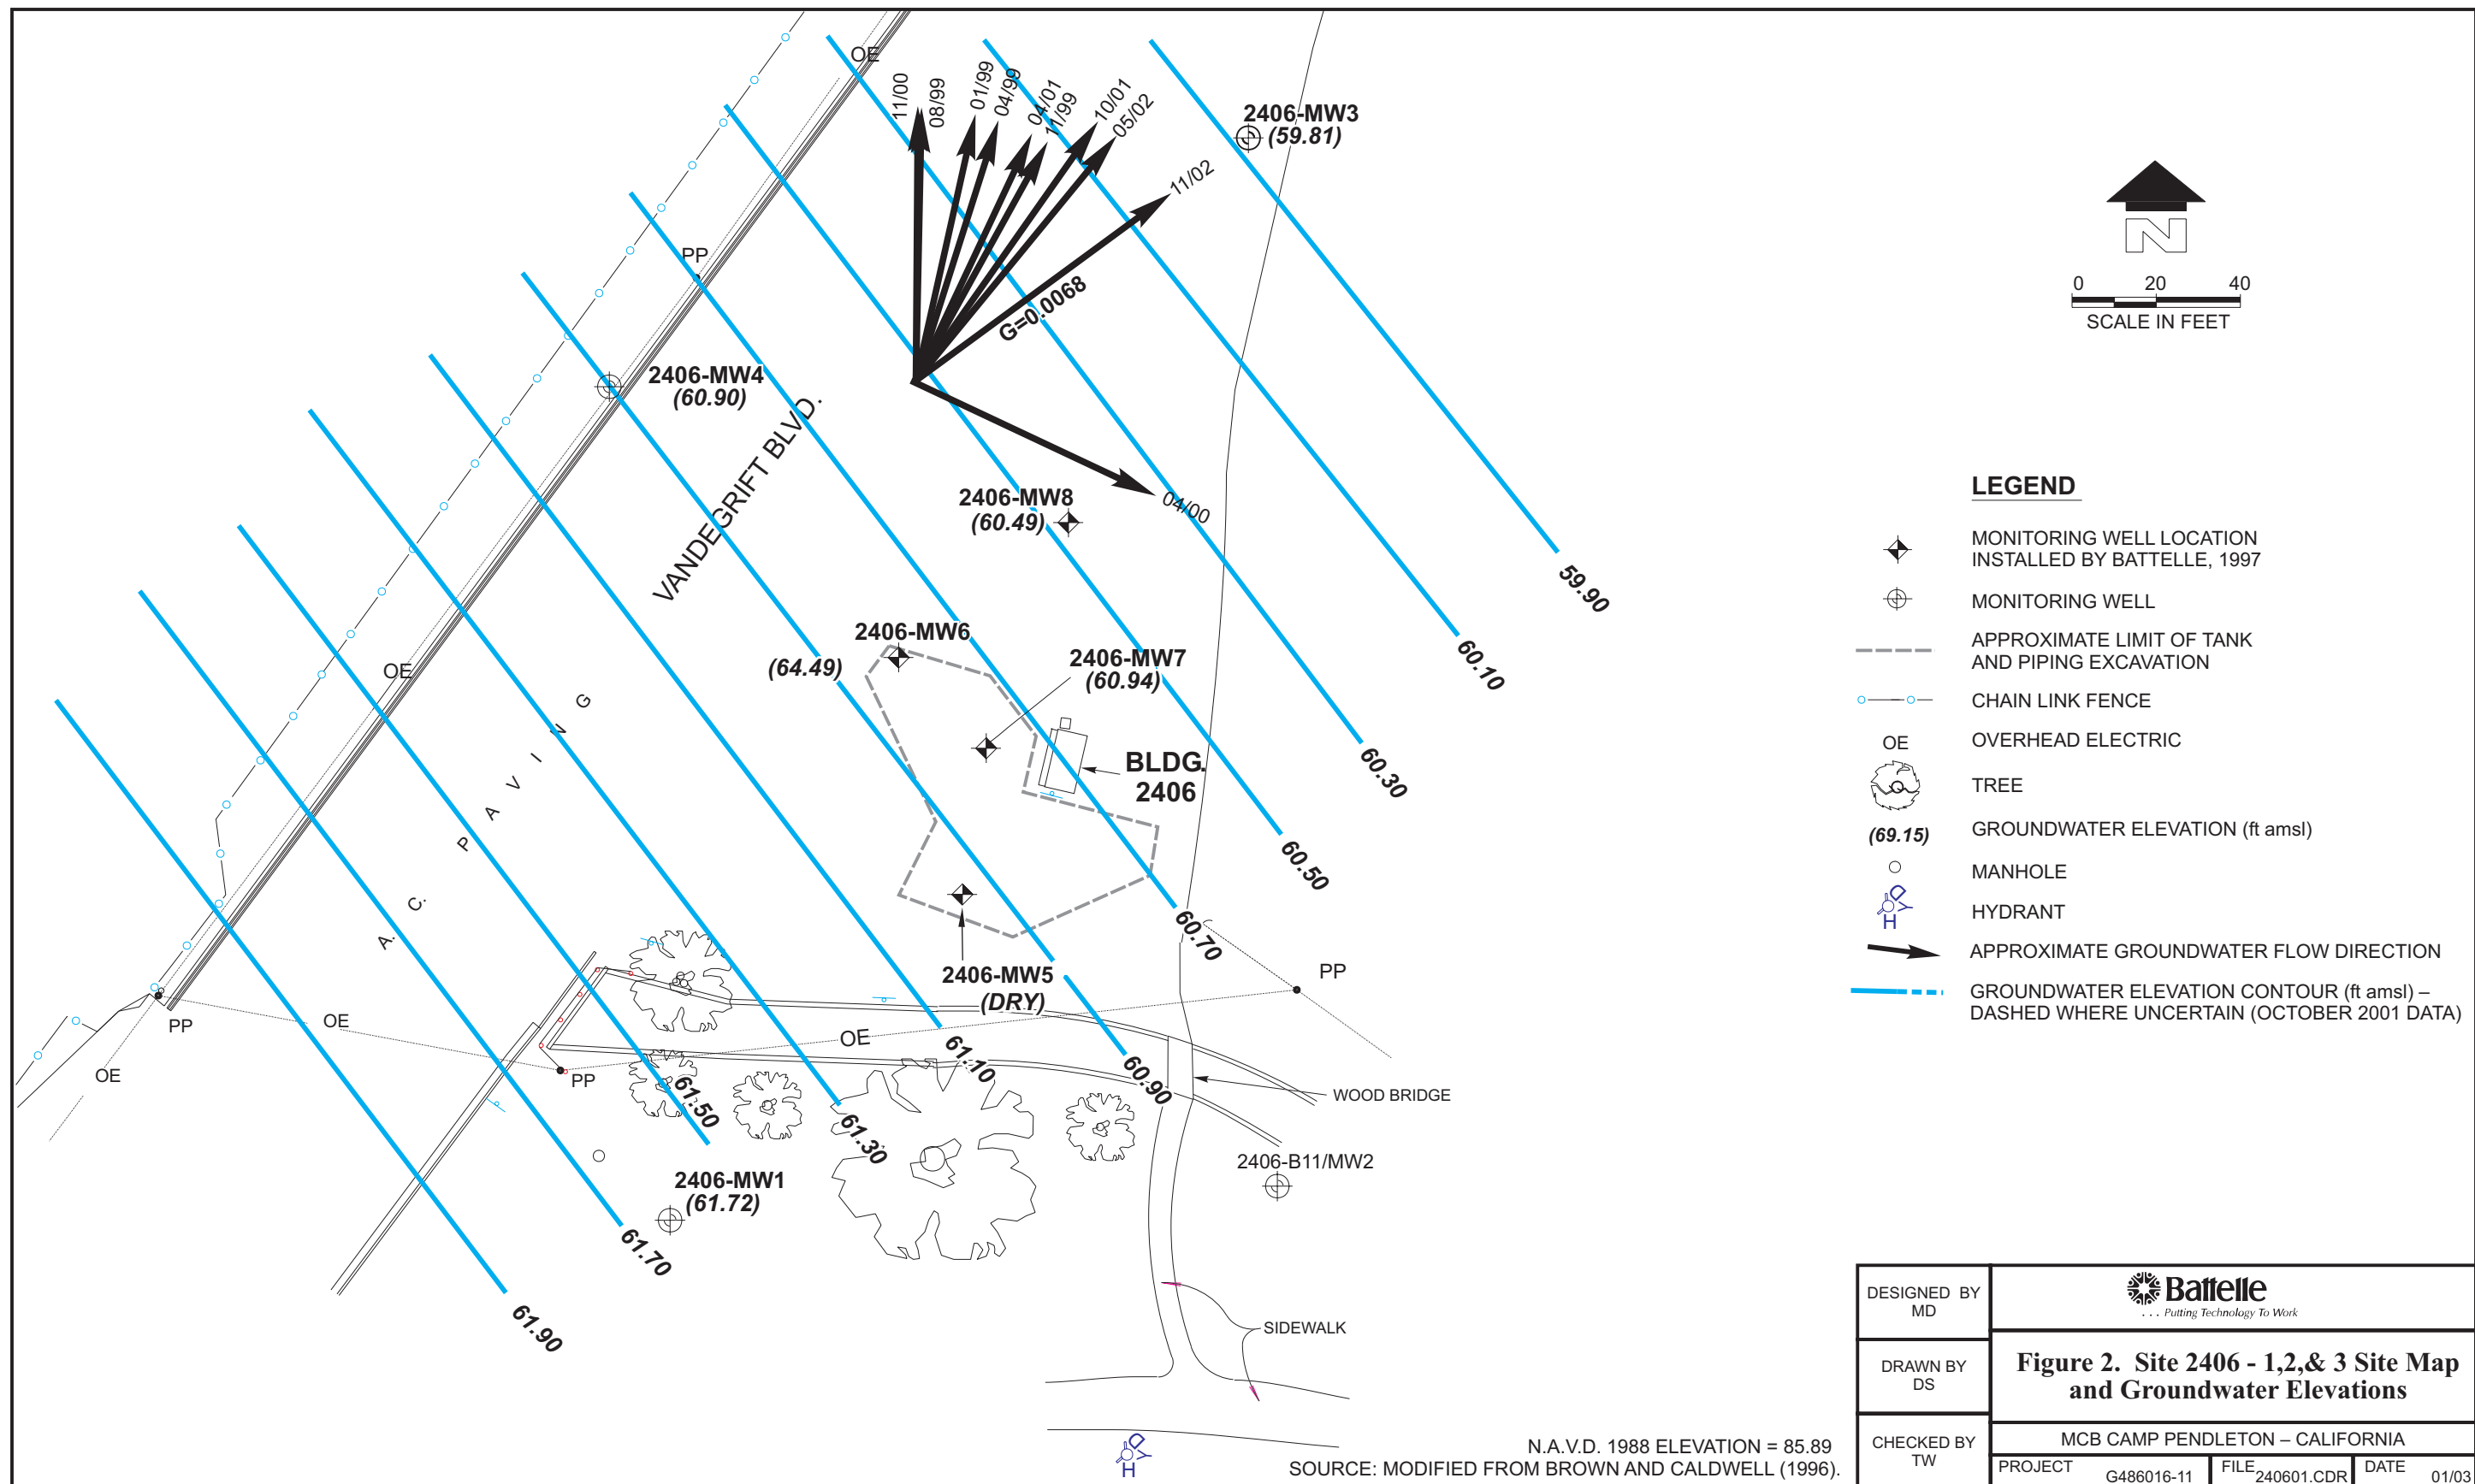 OE
11/00
08/99
01/99
04/99
04/01
11/99
10/01
05/02
11/02
04/00
G=0.0068
2406-MW3
(59.81)
N
0 20 40
SCALE IN FEET
PP
2406-MW4
(60.90)
VANDEGRIFT BLVD.
2406-MW8
(60.49)
2406-MW6
(64.49)
2406-MW7
(60.94)
BLDG.
2406
OE
A. C. P A V I N G
2406-MW5
(DRY)
PP
PP
OE
OE
OE
PP
WOOD BRIDGE
2406-B11/MW2
2406-MW1
(61.72)
SIDEWALK
59.90
60.10
60.30
60.50
60.70
60.90
61.10
61.30
61.50
61.70
61.90
LEGEND
MONITORING WELL LOCATION
INSTALLED BY BATTELLE, 1997
MONITORING WELL
APPROXIMATE LIMIT OF TANK
AND PIPING EXCAVATION
CHAIN LINK FENCE
OE OVERHEAD ELECTRIC
TREE
(69.15) GROUNDWATER ELEVATION (ft amsl)
MANHOLE
HYD HYDRANT
APPROXIMATE GROUNDWATER FLOW DIRECTION
GROUNDWATER ELEVATION CONTOUR (ft amsl) –
DASHED WHERE UNCERTAIN (OCTOBER 2001 DATA)
HYD
N.A.V.D. 1988 ELEVATION = 85.89
SOURCE: MODIFIED FROM BROWN AND CALDWELL (1996).
DESIGNED BY
MD
DRAWN BY
DS
CHECKED BY
TW
Battelle
. . . Putting Technology To Work
Figure 2. Site 2406 - 1,2,& 3 Site Map
and Groundwater Elevations
MCB CAMP PENDLETON – CALIFORNIA
PROJECT G486016-11 FILE 240601.CDR DATE 01/03